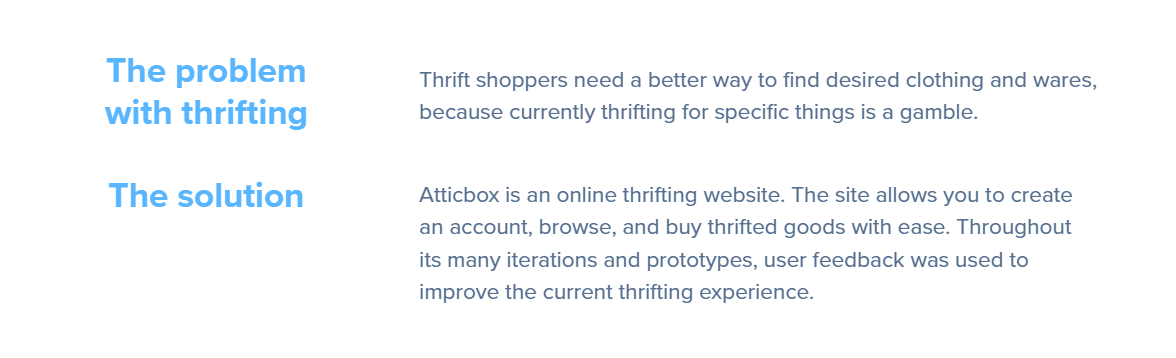 The problem
with thrifting
Thrift shoppers need a better way to find desired clothing and wares,
because currently thrifting for specific things is a gamble.
The solution
Atticbox is an online thrifting website. The site allows you to create
an account, browse, and buy thrifted goods with ease. Throughout
its many iterations and prototypes, user feedback was used to
improve the current thrifting experience.